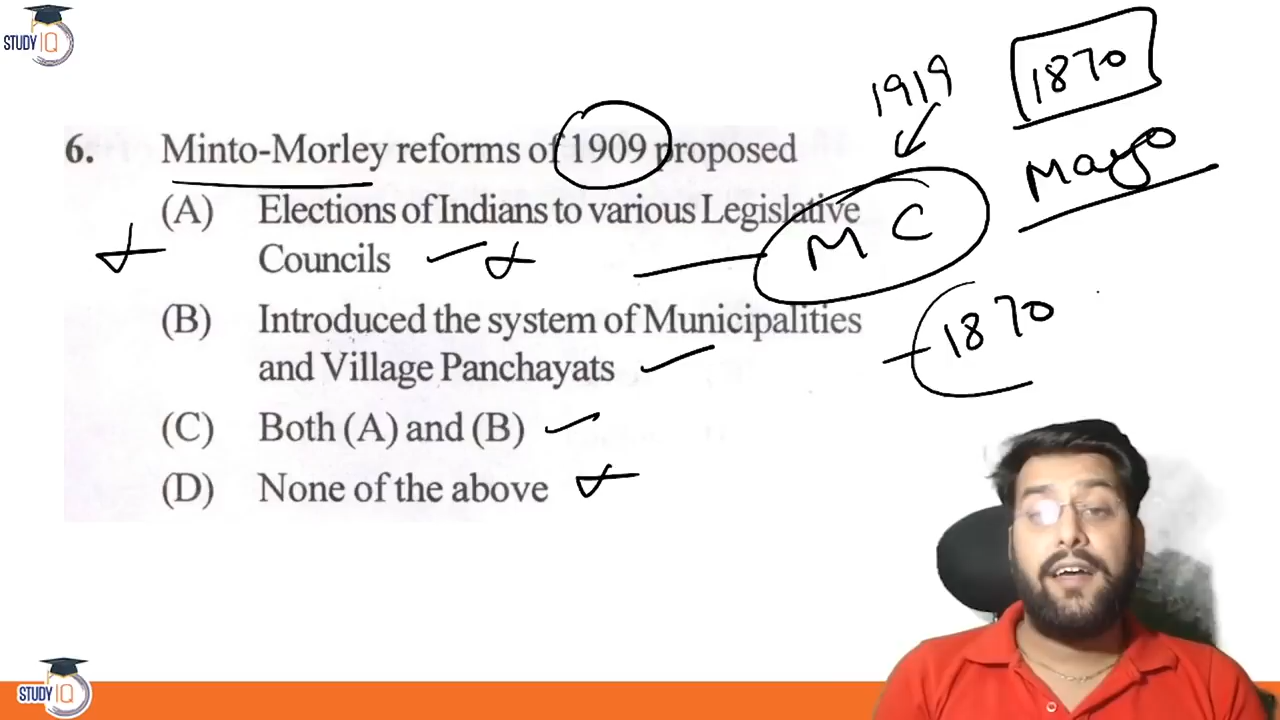 STUDY IQ
1919
1870
Mayo
6. Minto-Morley reforms of 1909 proposed
(A) Elections of Indians to various Legislative
Councils
M C
(B) Introduced the system of Municipalities
and Village Panchayats
1870
(C) Both (A) and (B)
(D) None of the above
STUDY IQ